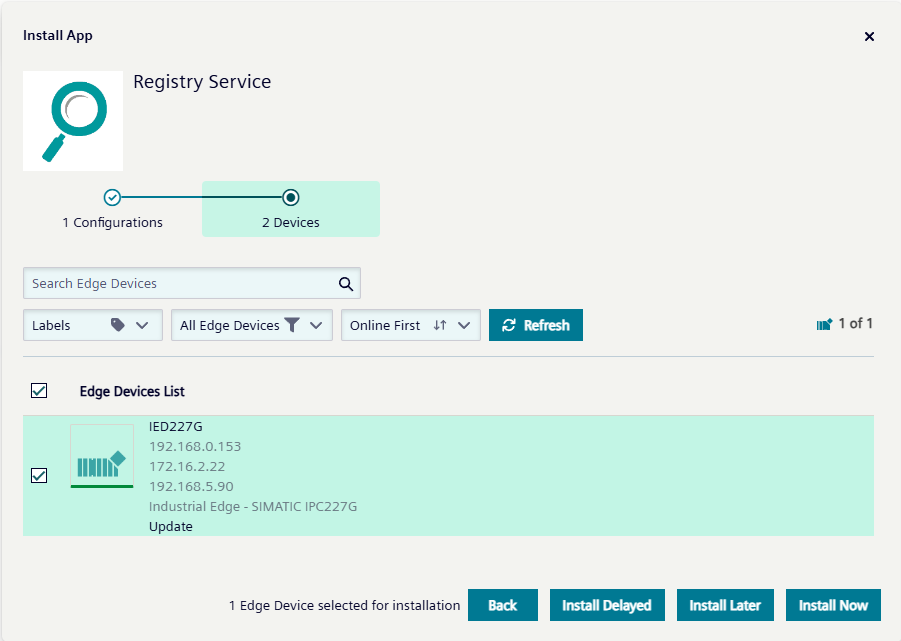 Install App
Registry Service
1 Configurations
2 Devices
Search Edge Devices
Labels
All Edge Devices
Online First
Refresh
1 of 1
Edge Devices List
IED227G
192.168.0.153
172.16.2.22
192.168.5.90
Industrial Edge - SIMATIC IPC227G
Update
1 Edge Device selected for installation
Back
Install Delayed
Install Later
Install Now